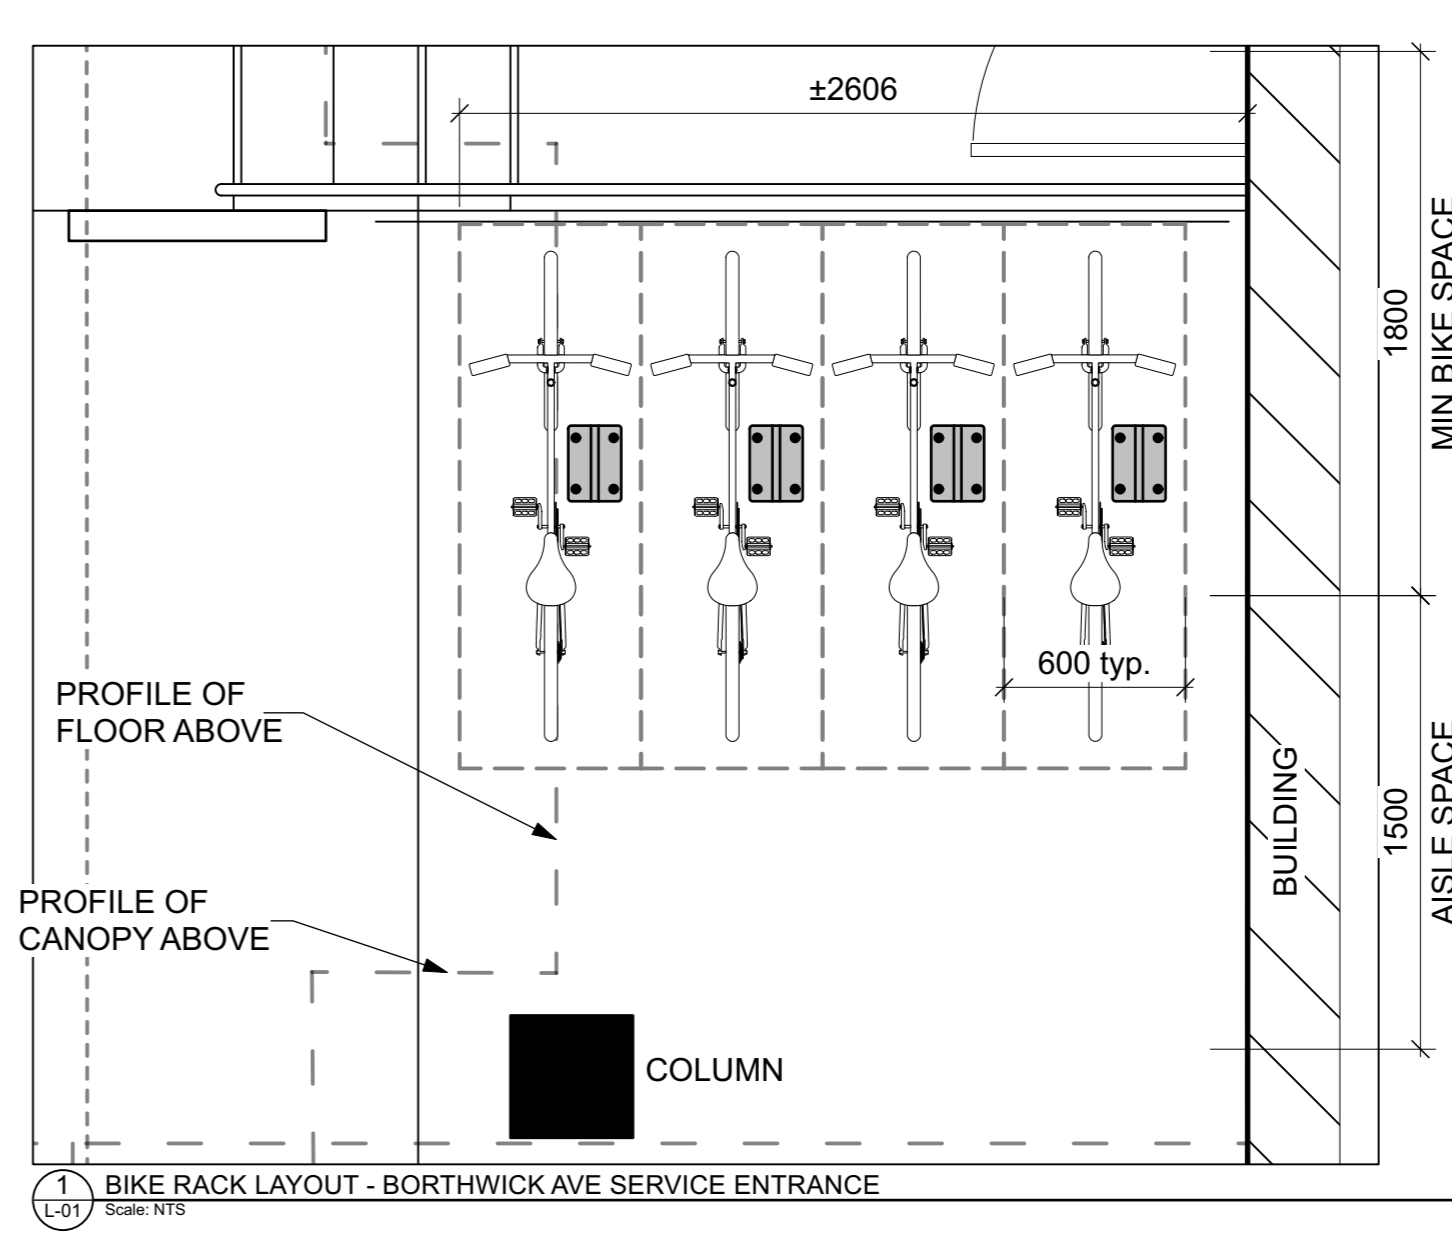 ±2606
1800
MIN BIKE SPACE
600 typ.
PROFILE OF
FLOOR ABOVE
BUILDING
1500
AISLE SPACE
PROFILE OF
CANOPY ABOVE
COLUMN
1
L-01
BIKE RACK LAYOUT - BORTHWICK AVE SERVICE ENTRANCE
Scale: NTS